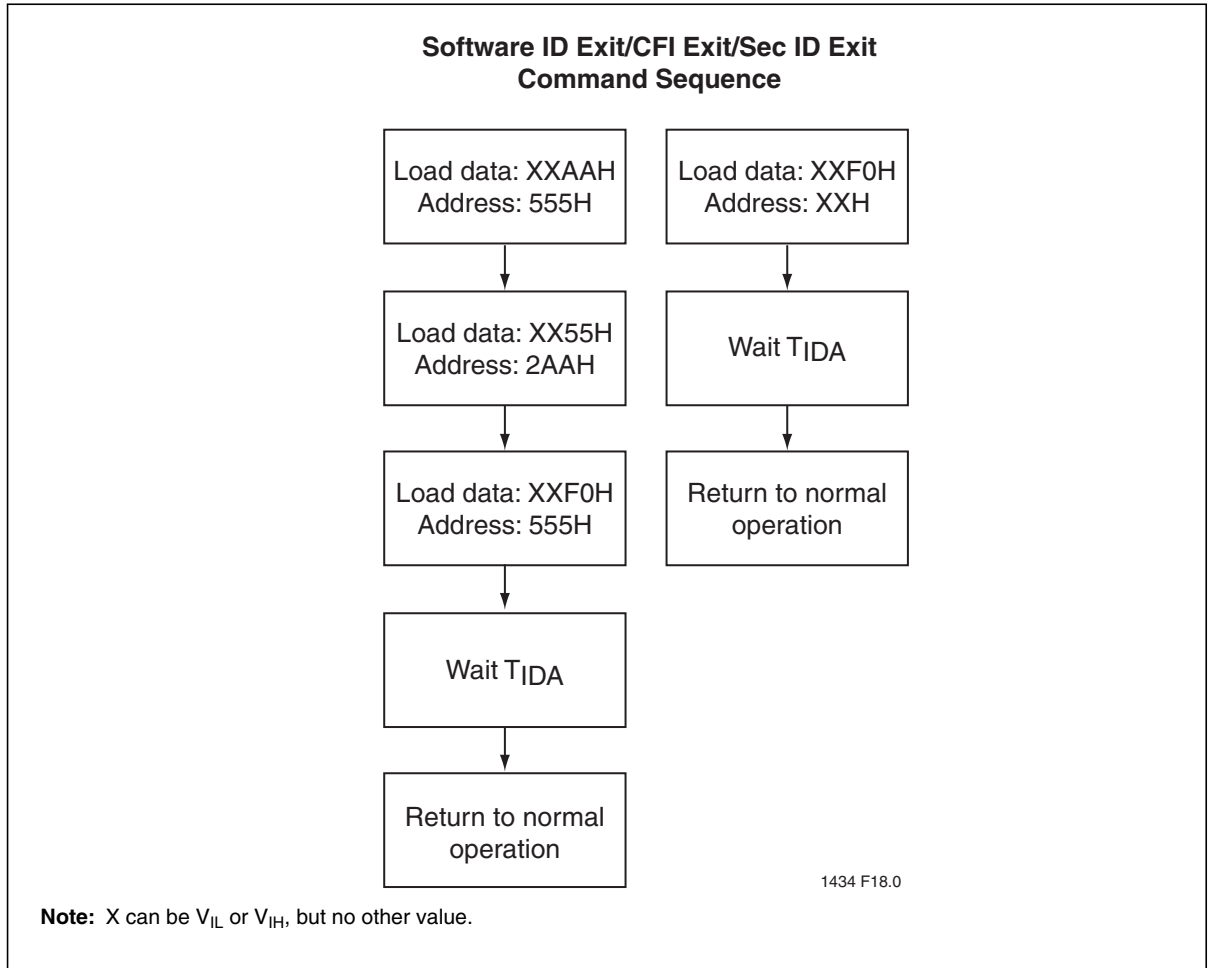 Software ID Exit/CFI Exit/Sec ID Exit
Command Sequence
Load data: XXAAH
Address: 555H
Load data: XX55H
Address: 2AAH
Load data: XXF0H
Address: 555H
Wait TIDA
Return to normal
operation
Load data: XXF0H
Address: XXH
Wait TIDA
Return to normal
operation
1434 F18.0
Note: X can be VIL or VIH, but no other value.